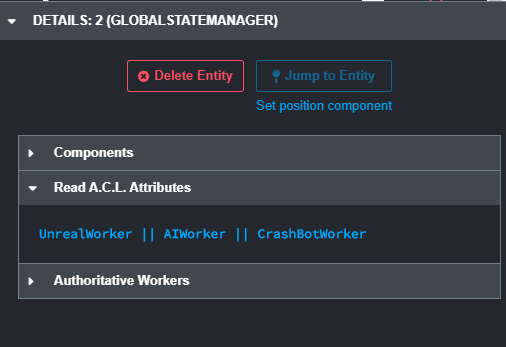 DETAILS: 2 (GLOBALSTATEMANAGER)
Delete Entity
Jump to Entity
Set position component
Components
Read A.C.L. Attributes
UnrealWorker || AIWorker || CrashBotWorker
Authoritative Workers